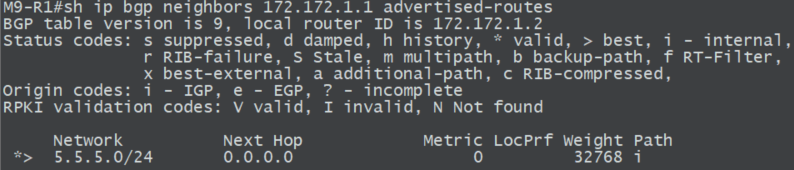 M9-R1#sh ip bgp neighbors 172.172.1.1 advertised-routes
BGP table version is 9, local router ID is 172.172.1.2
Status codes: s suppressed, d damped, h history, * valid, > best, i - internal,
r RIB-failure, S Stale, m multipath, b backup-path, f RT-Filter,
x best-external, a additional-path, c RIB-compressed,
Origin codes: i - IGP, e - EGP, ? - incomplete
RPKI validation codes: V valid, I invalid, N Not found
Network Next Hop Metric LocPrf Weight Path
*> 5.5.5.0/24 0.0.0.0 0 32768 i